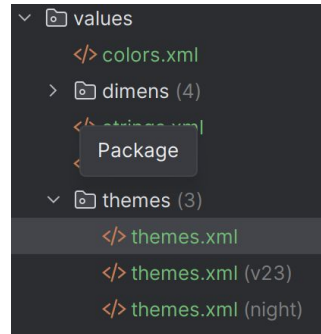 values
</> colors.xml
dimens (4)
</> strings.xml
Package
themes (3)
</> themes.xml
</> themes.xml (v23)
</> themes.xml (night)